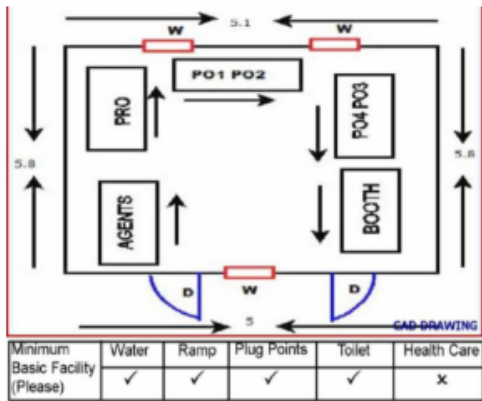 5.1
W
W
PO1 PO2
PRO
PO4 PO3
5.8
5.8
AGENTS
BOOTH
D
W
D
5
CAD DRAWING
Minimum Basic Facility (Please) Water Ramp Plug Points Toilet Health Care
✓ ✓ ✓ ✓ x